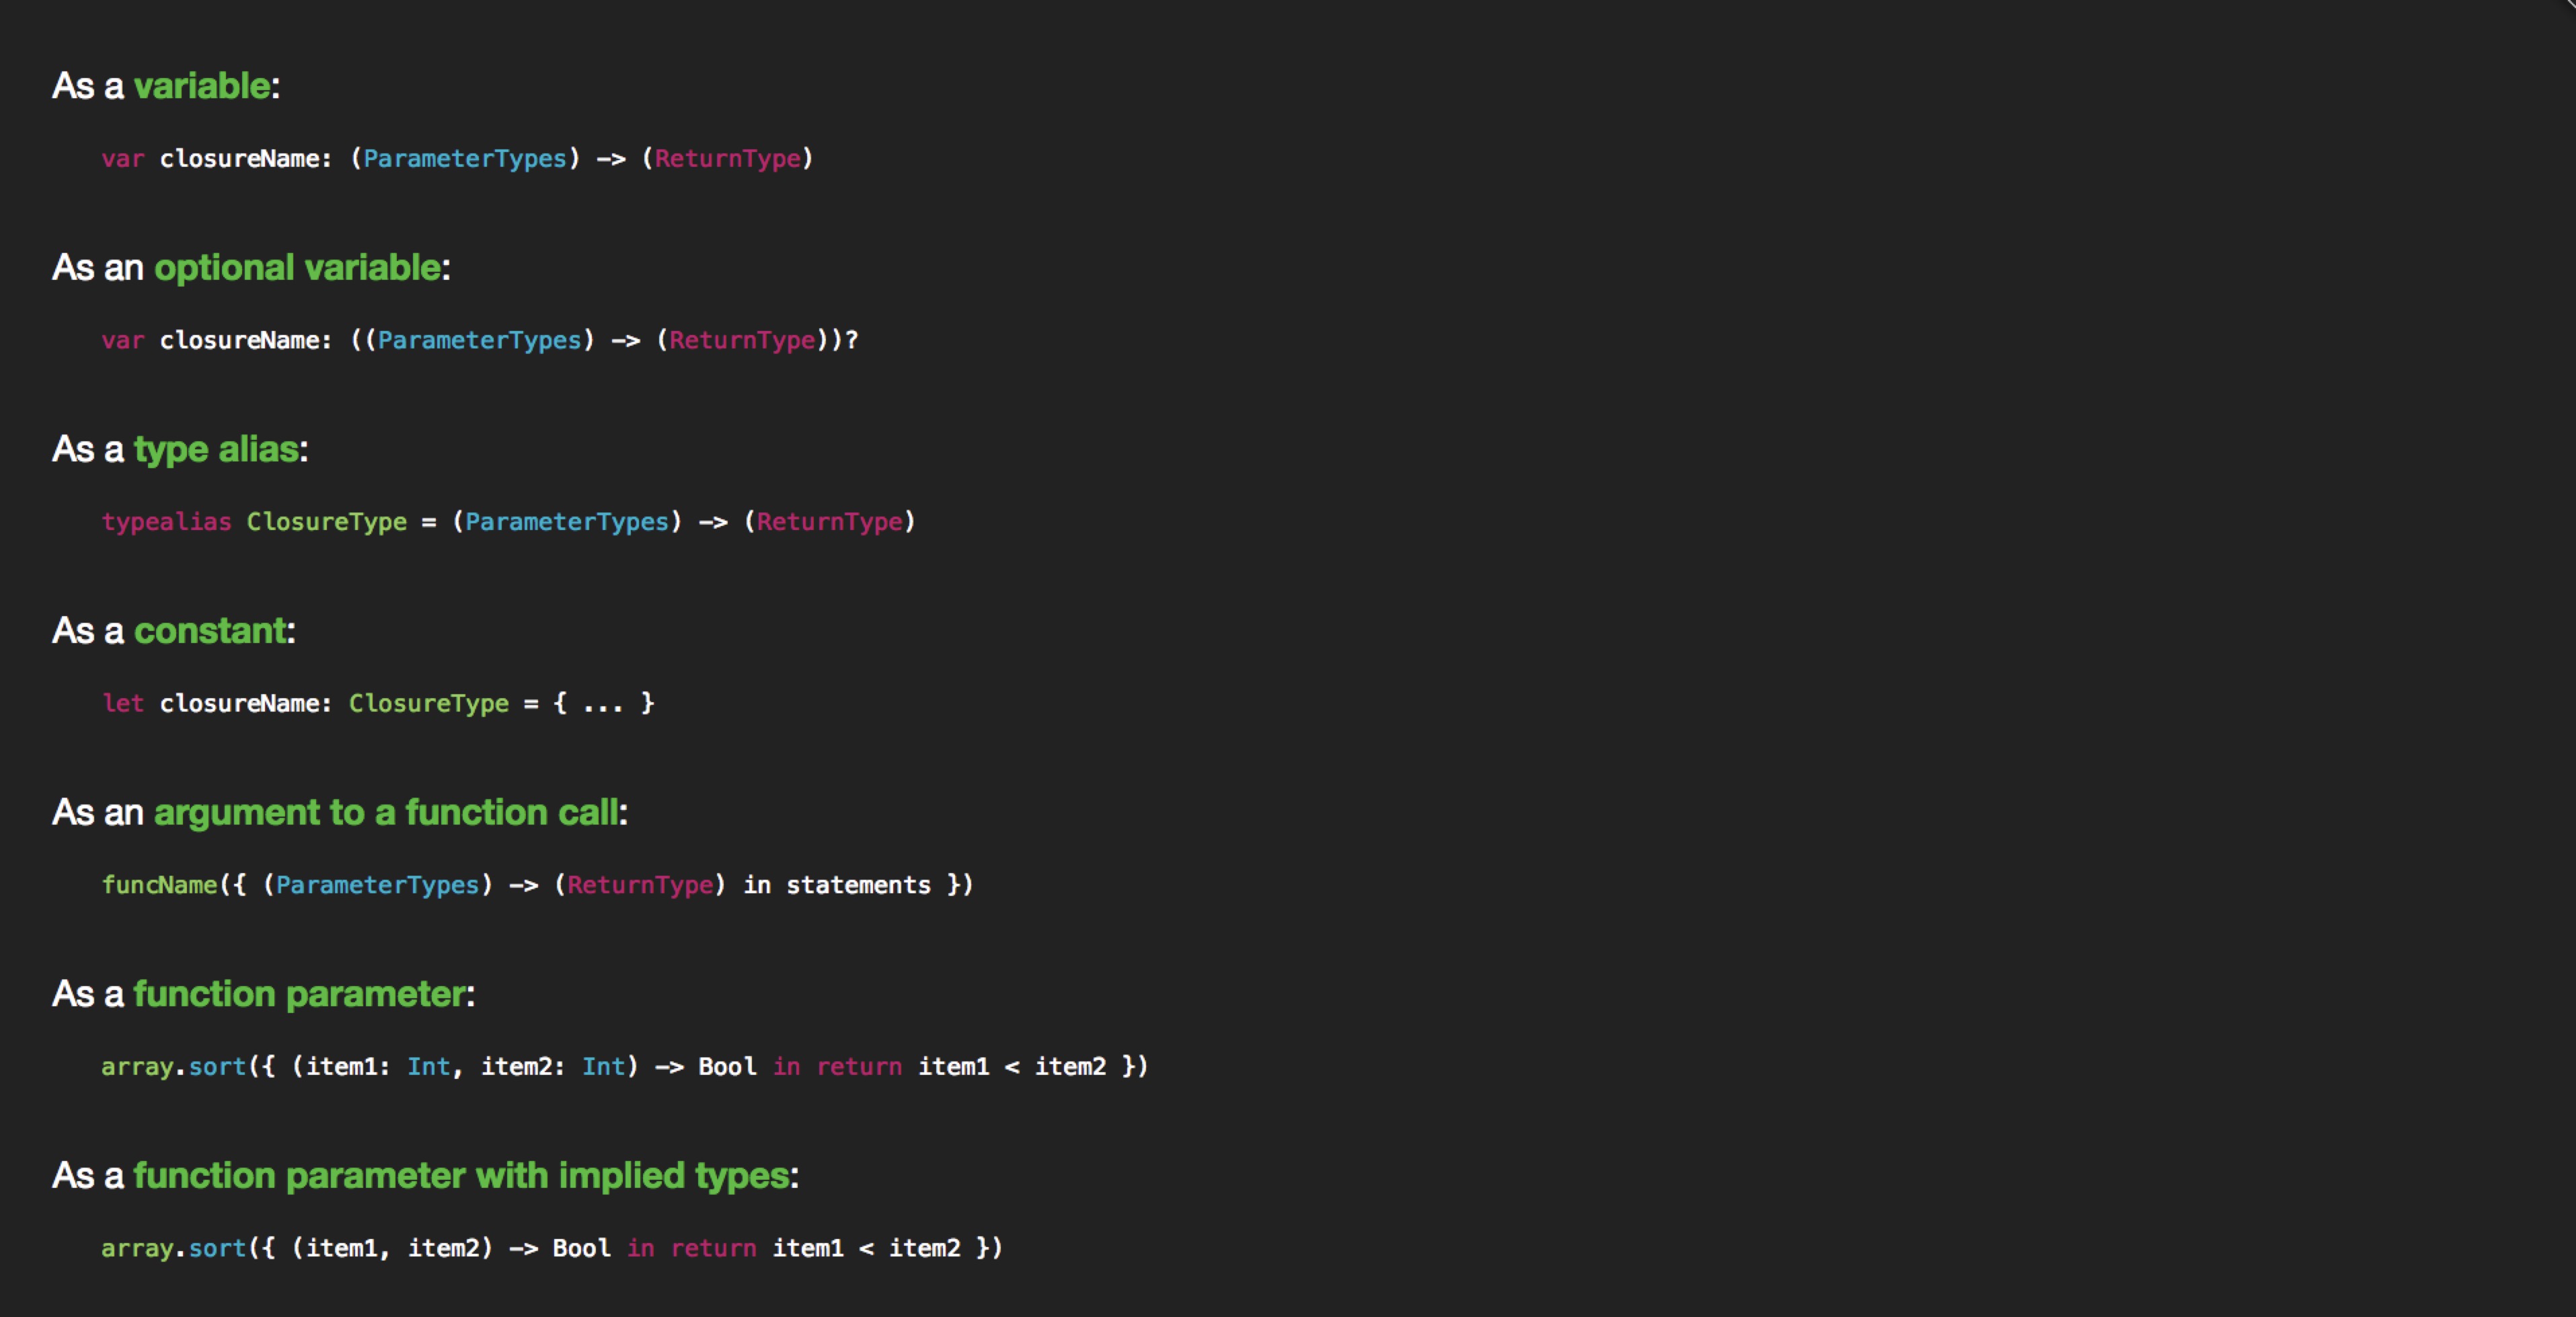 As a variable:
var closureName: (ParameterTypes) -> (ReturnType)
As an optional variable:
var closureName: ((ParameterTypes) -> (ReturnType))?
As a type alias:
typealias ClosureType = (ParameterTypes) -> (ReturnType)
As a constant:
let closureName: ClosureType = { ... }
As an argument to a function call:
funcName({ (ParameterTypes) -> (ReturnType) in statements })
As a function parameter:
array.sort({ (item1: Int, item2: Int) -> Bool in return item1 < item2 })
As a function parameter with implied types:
array.sort({ (item1, item2) -> Bool in return item1 < item2 })